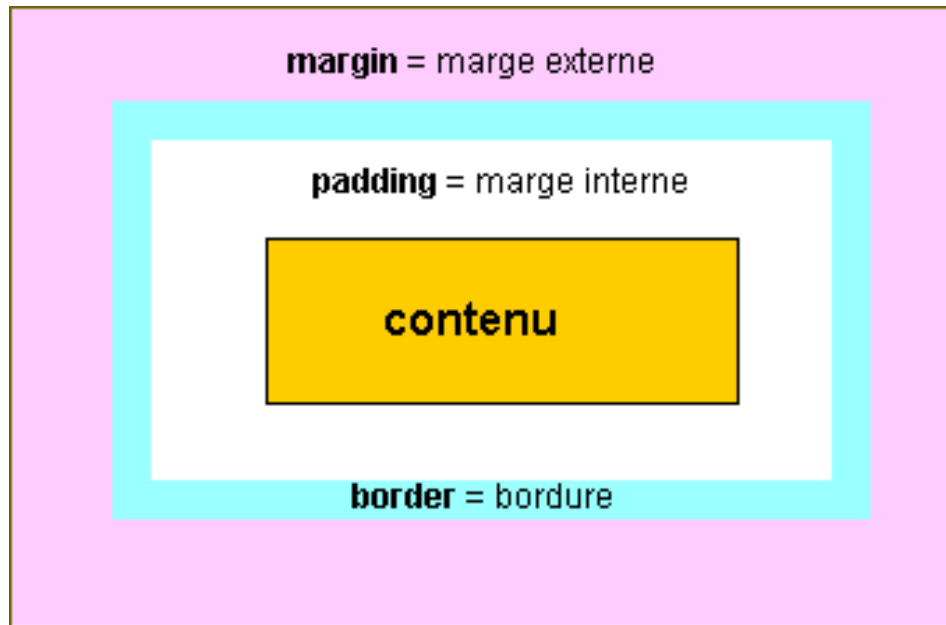 margin = marge externe
padding = marge interne
contenu
border = bordure